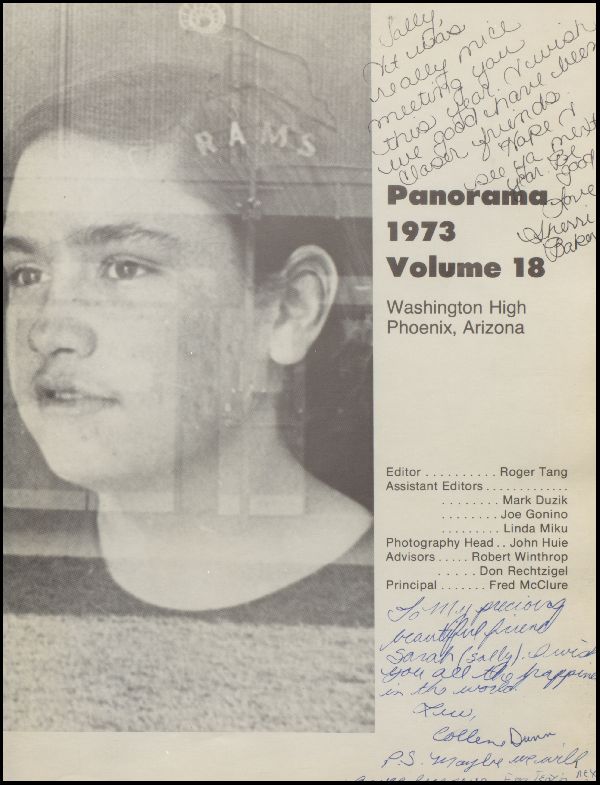 RAMS
Sally,
It was
really nice
meeting you
this year. I wish
we could have been
closer friends.
Hope I
see ya next
year. Be
good
Love
Sherri
Baker
Panorama
1973
Volume 18
Washington High
Phoenix, Arizona
Editor . . . . . . . . . . Roger Tang
Assistant Editors . . . . . . . . . . . .
. . . . . . . . Mark Duzik
. . . . . . . . Joe Gonino
. . . . . . . . . Linda Miku
Photography Head . . John Huie
Advisors . . . . . Robert Winthrop
. . . . . Don Rechtzigel
Principal . . . . . . . Fred McClure
To My precious
beautiful friend
Sarah (sally). I wish
you all the happiness
in the world.
Luv,
Colleen Dunn
P.S. Maybe we will